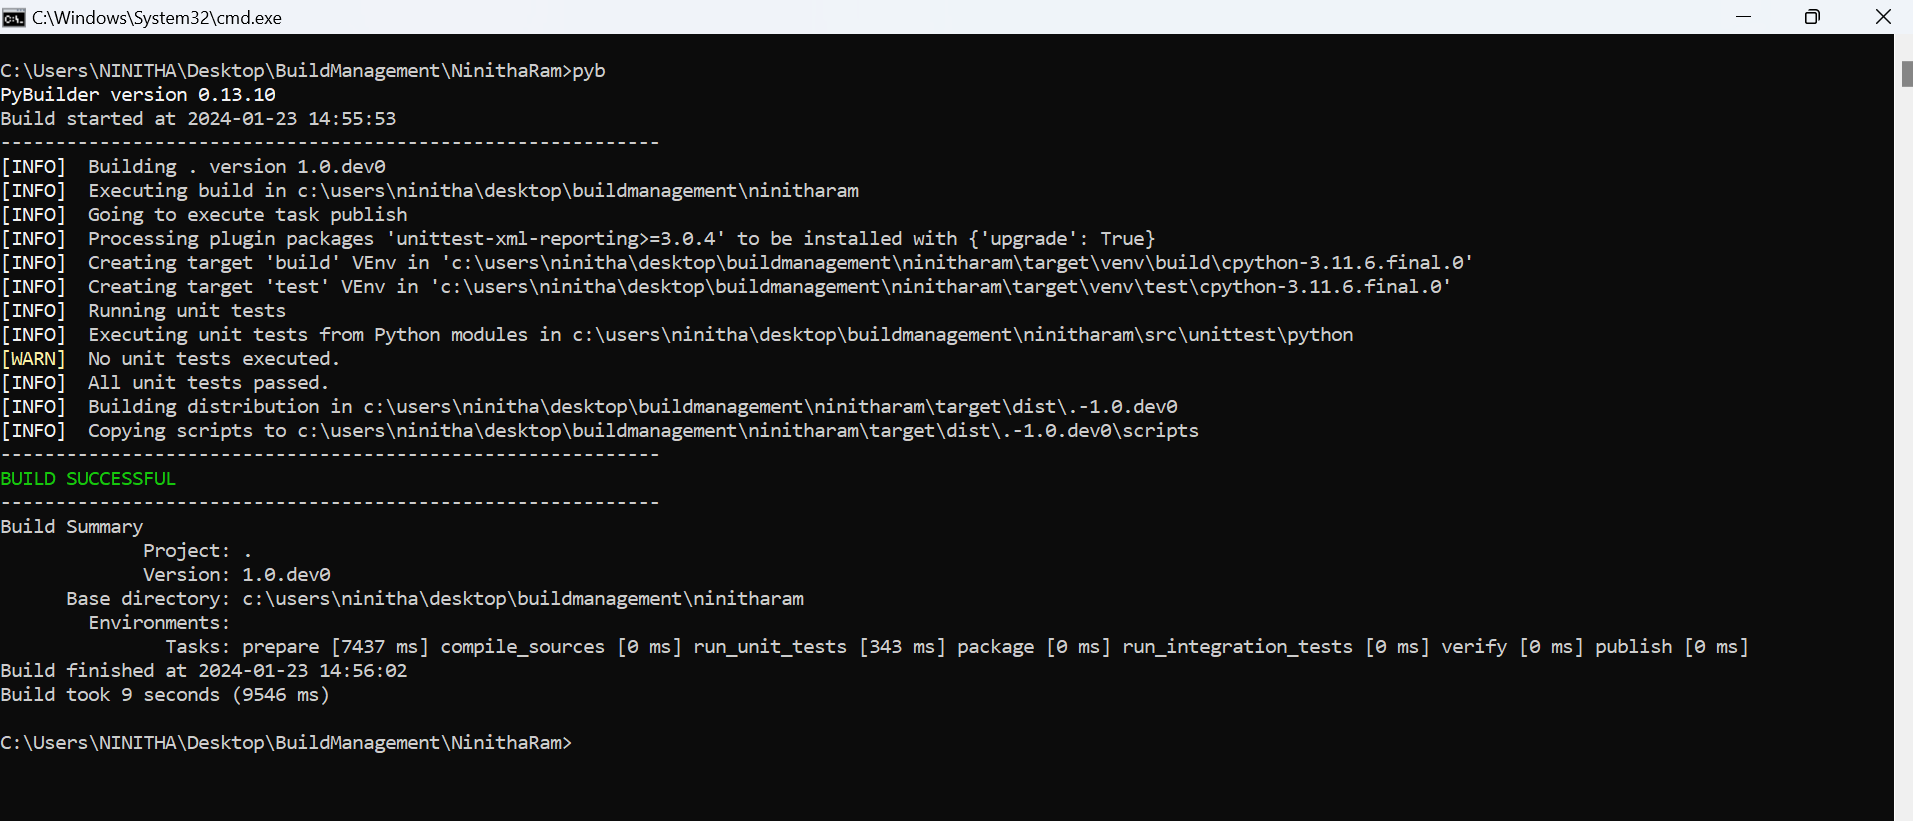 C:\Windows\System32\cmd.exe
C:\Users\NINITHA\Desktop\BuildManagement\NinithaRam>pyb
PyBuilder version 0.13.10
Build started at 2024-01-23 14:55:53
------------------------------------------------------------
[INFO]  Building . version 1.0.dev0
[INFO]  Executing build in c:\users\ninitha\desktop\buildmanagement\ninitharam
[INFO]  Going to execute task publish
[INFO]  Processing plugin packages 'unittest-xml-reporting>=3.0.4' to be installed with {'upgrade': True}
[INFO]  Creating target 'build' VEnv in 'c:\users\ninitha\desktop\buildmanagement\ninitharam\target\venv\build\cpython-3.11.6.final.0'
[INFO]  Creating target 'test' VEnv in 'c:\users\ninitha\desktop\buildmanagement\ninitharam\target\venv\test\cpython-3.11.6.final.0'
[INFO]  Running unit tests
[INFO]  Executing unit tests from Python modules in c:\users\ninitha\desktop\buildmanagement\ninitharam\src\unittest\python
[WARN]  No unit tests executed.
[INFO]  All unit tests passed.
[INFO]  Building distribution in c:\users\ninitha\desktop\buildmanagement\ninitharam\target\dist\.-1.0.dev0
[INFO]  Copying scripts to c:\users\ninitha\desktop\buildmanagement\ninitharam\target\dist\.-1.0.dev0\scripts
------------------------------------------------------------
BUILD SUCCESSFUL
------------------------------------------------------------
Build Summary
             Project: .
             Version: 1.0.dev0
      Base directory: c:\users\ninitha\desktop\buildmanagement\ninitharam
        Environments:
               Tasks: prepare [7437 ms] compile_sources [0 ms] run_unit_tests [343 ms] package [0 ms] run_integration_tests [0 ms] verify [0 ms] publish [0 ms]
Build finished at 2024-01-23 14:56:02
Build took 9 seconds (9546 ms)
C:\Users\NINITHA\Desktop\BuildManagement\NinithaRam>